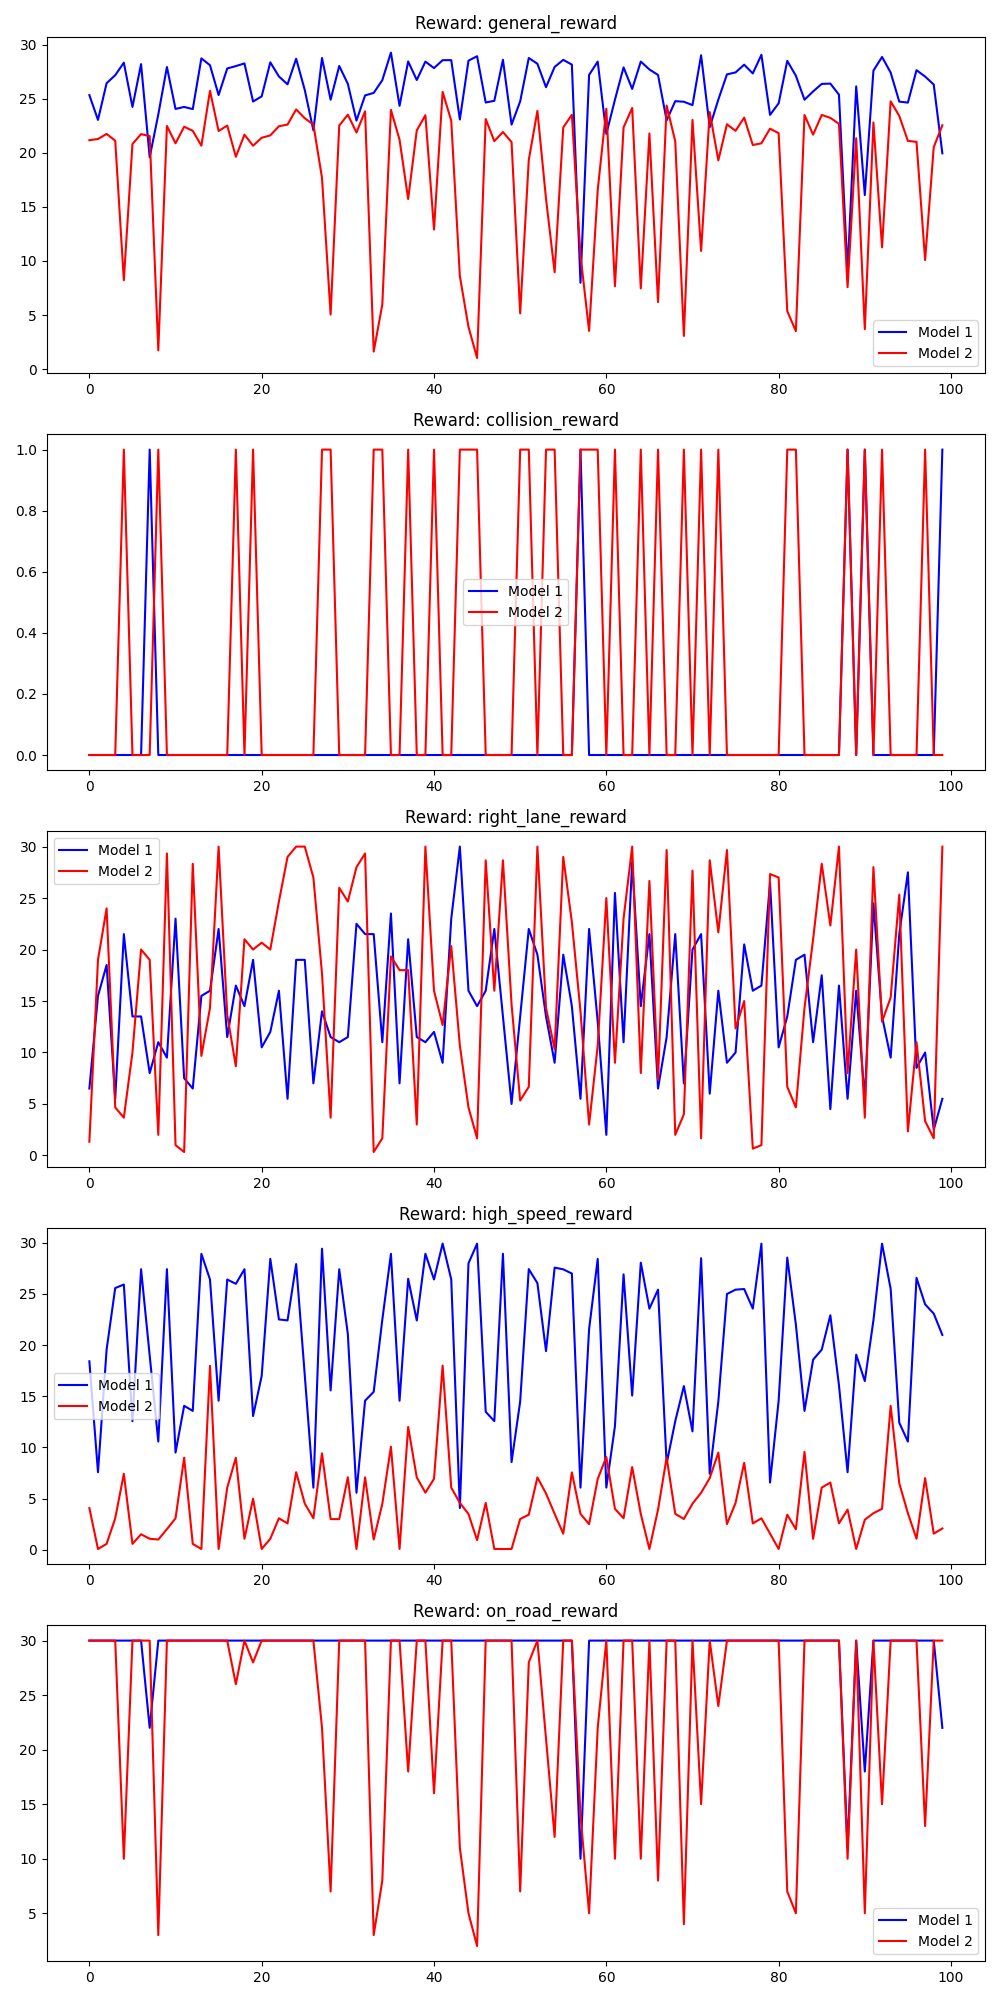 Reward: general_reward
30
25
20
15
10
5
0
Model 1
Model 2
0 20 40 60 80 100
Reward: collision_reward
1.0
0.8
0.6
Model 1
Model 2
0.4
0.2
0.0
0 20 40 60 80 100
Reward: right_lane_reward
Model 1
Model 2
30
25
20
15
10
5
0
0 20 40 60 80 100
Reward: high_speed_reward
30
25
20
15
Model 1
Model 2
10
5
0
0 20 40 60 80 100
Reward: on_road_reward
30
25
20
15
10
5
Model 1
Model 2
0 20 40 60 80 100